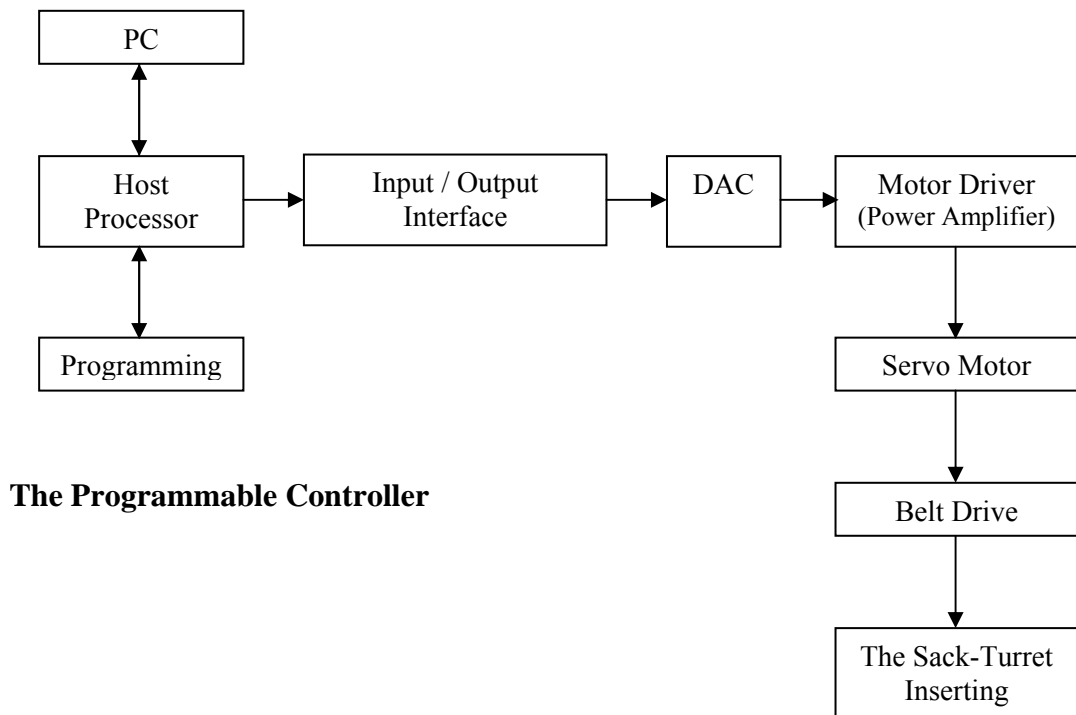 PC
Host
Processor
Input / Output
Interface
DAC
Motor Driver
(Power Amplifier)
Programming
Servo Motor
The Programmable Controller
Belt Drive
The Sack-Turret
Inserting